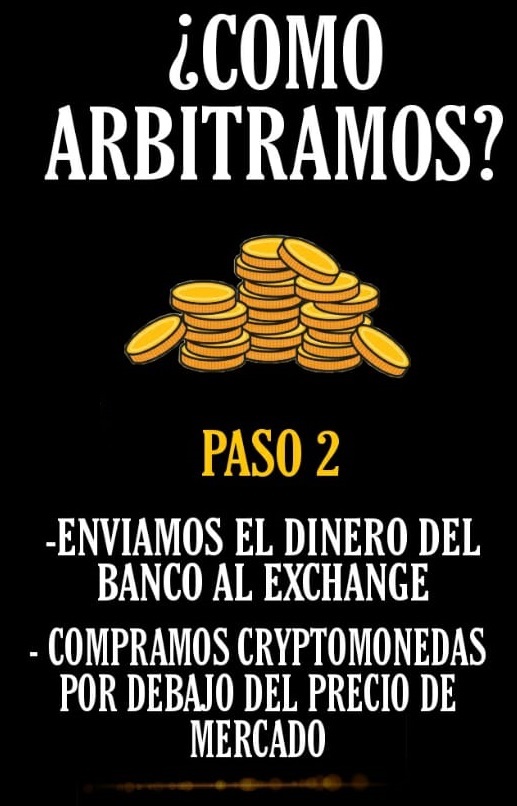 ¿COMO
ARBITRAMOS?
PASO 2
-ENVIAMOS EL DINERO DEL
BANCO AL EXCHANGE
- COMPRAMOS CRYPTOMONEDAS
POR DEBAJO DEL PRECIO DE
MERCADO